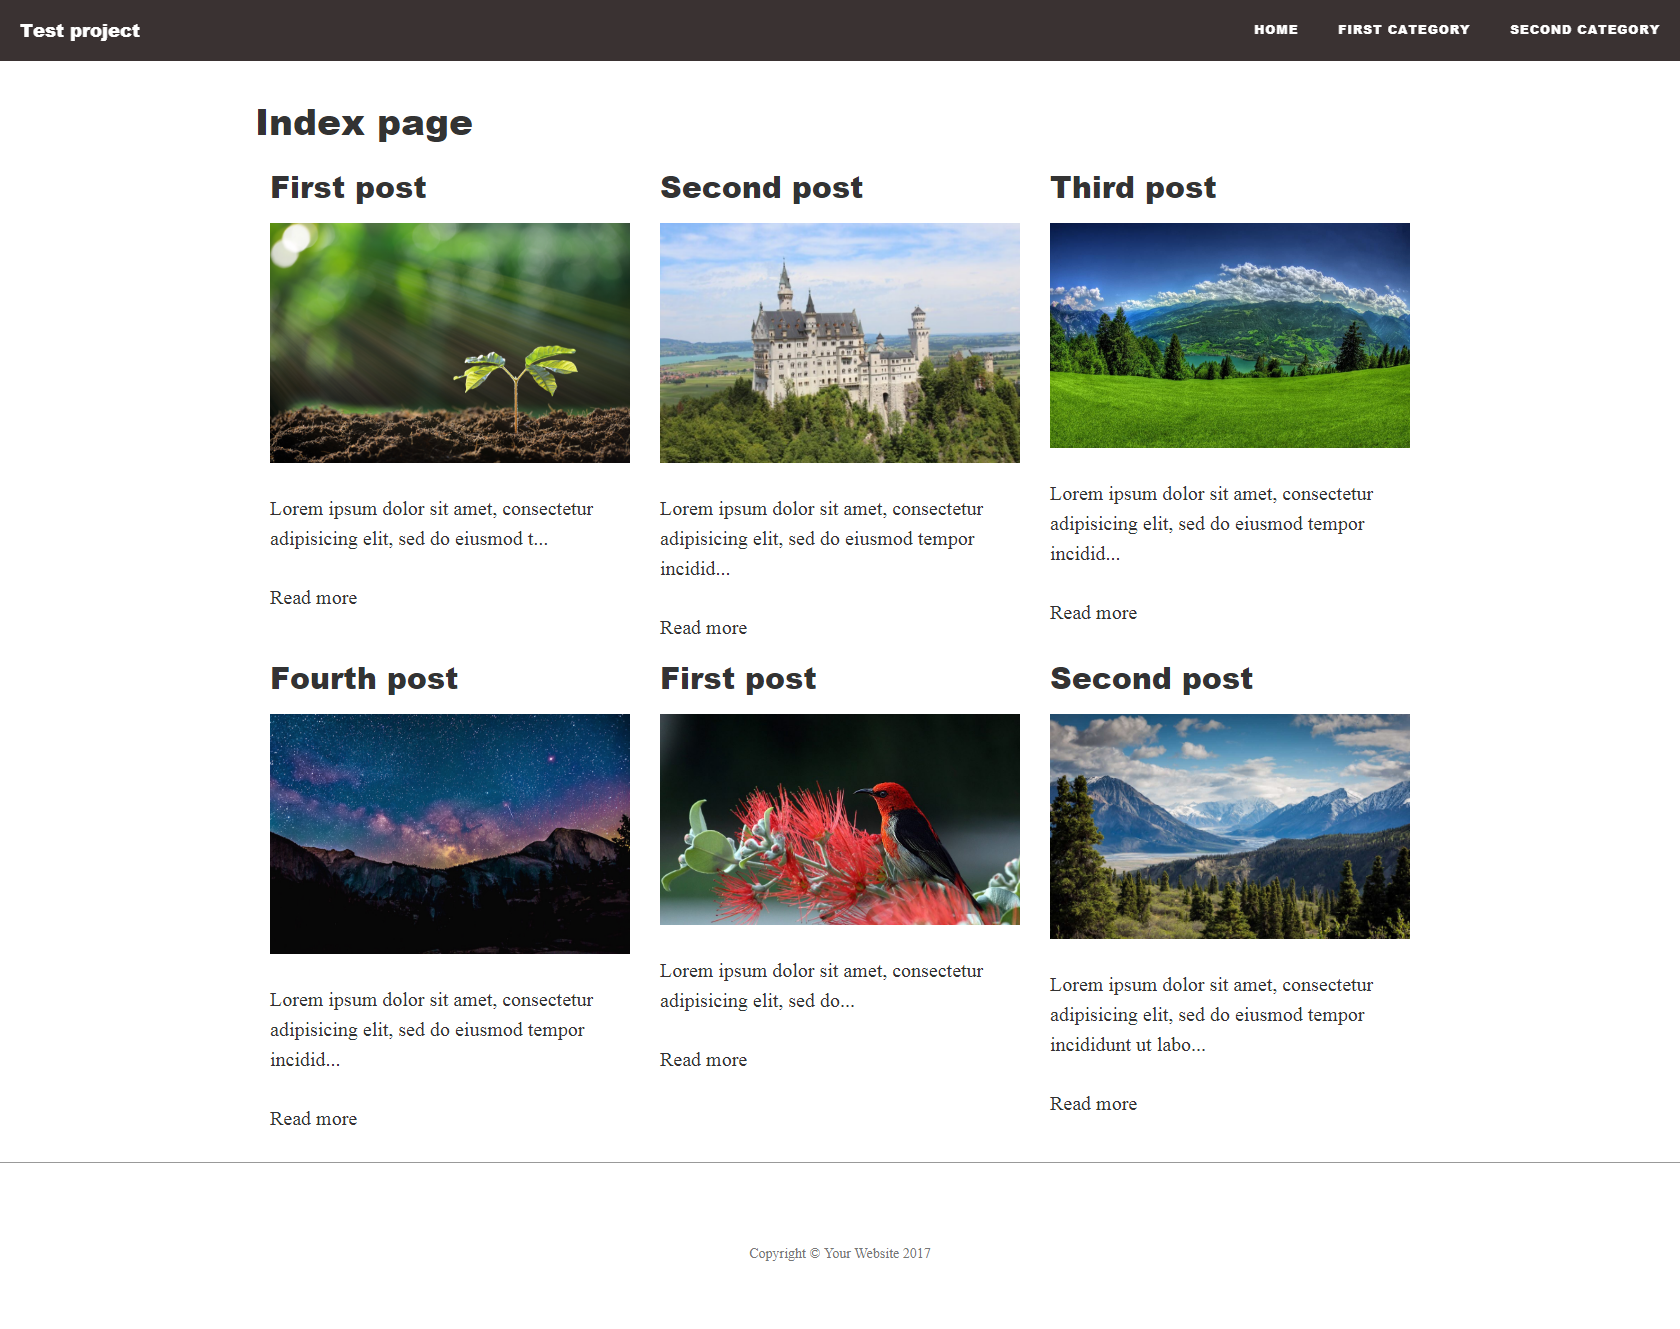 Test project
HOME FIRST CATEGORY SECOND CATEGORY
Index page
First post
Lorem ipsum dolor sit amet, consectetur
adipisicing elit, sed do eiusmod t...
Read more
Second post
Lorem ipsum dolor sit amet, consectetur
adipisicing elit, sed do eiusmod tempor
incidid...
Read more
Third post
Lorem ipsum dolor sit amet, consectetur
adipisicing elit, sed do eiusmod tempor
incidid...
Read more
Fourth post
Lorem ipsum dolor sit amet, consectetur
adipisicing elit, sed do eiusmod tempor
incidid...
Read more
First post
Lorem ipsum dolor sit amet, consectetur
adipisicing elit, sed do...
Read more
Second post
Lorem ipsum dolor sit amet, consectetur
adipisicing elit, sed do eiusmod tempor
incididunt ut labo...
Read more
Copyright © Your Website 2017